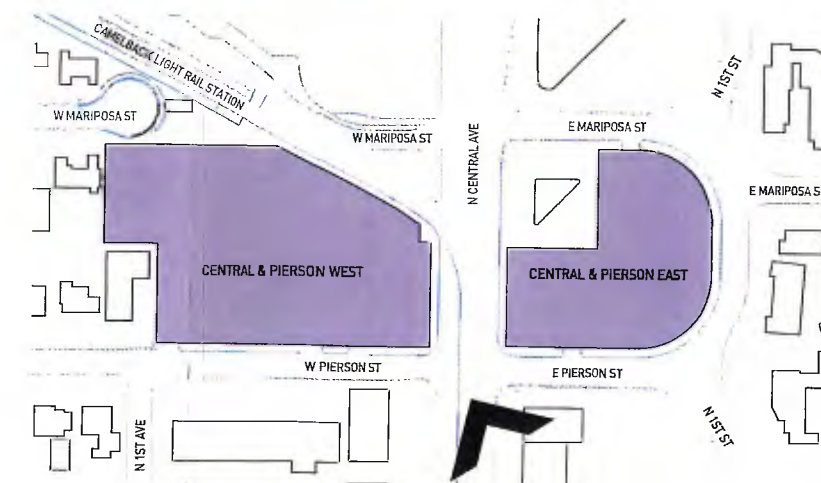 CAMELBACK LIGHT RAIL STATION
N 1ST ST
W MARIPOSA ST
W MARIPOSA ST
E MARIPOSA ST
N CENTRAL AVE
E MARIPOSA S
CENTRAL & PIERSON WEST
CENTRAL & PIERSON EAST
W PIERSON ST
E PIERSON ST
N 1ST AVE
N 1ST ST